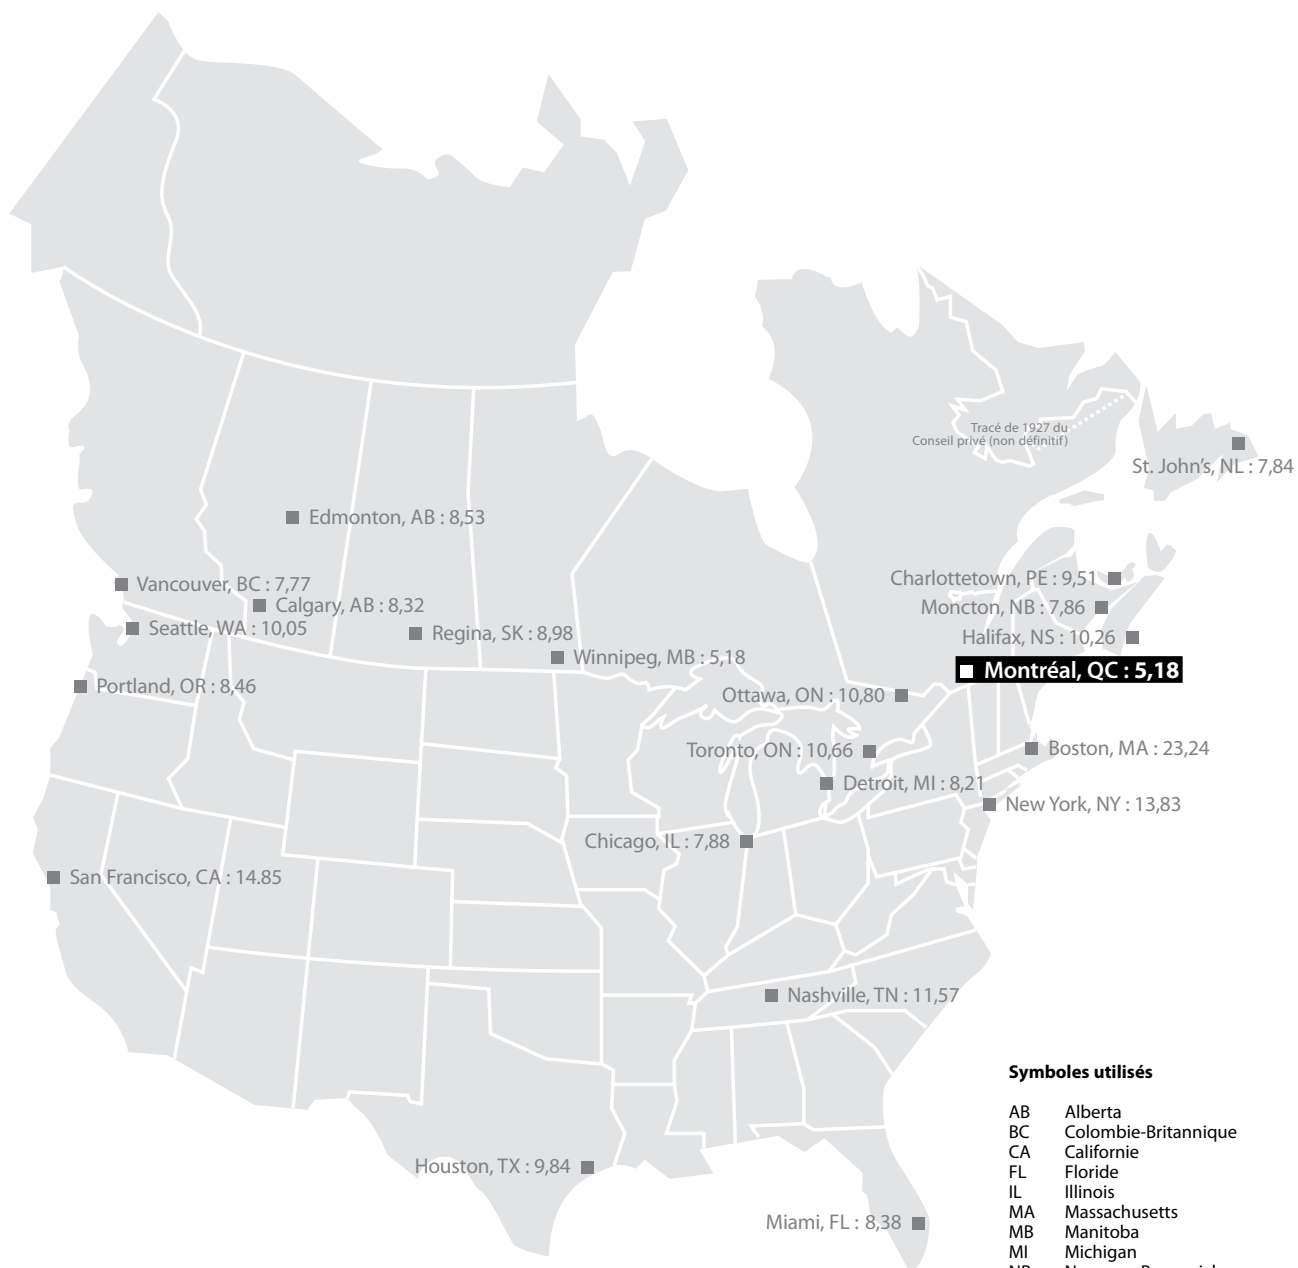 Tracé de 1927 du
Conseil privé (non définitif)
St. John's, NL : 7,84
Edmonton, AB : 8,53
Vancouver, BC : 7,77
Charlottetown, PE : 9,51
Calgary, AB : 8,32
Moncton, NB : 7,86
Seattle, WA : 10,05
Regina, SK : 8,98
Halifax, NS : 10,26
Winnipeg, MB : 5,18
Montréal, QC : 5,18
Portland, OR : 8,46
Ottawa, ON : 10,80
Toronto, ON : 10,66
Boston, MA : 23,24
Detroit, MI : 8,21
New York, NY : 13,83
Chicago, IL : 7,88
San Francisco, CA : 14.85
Nashville, TN : 11,57
Houston, TX : 9,84
Miami, FL : 8,38
Symboles utilisés
AB Alberta
BC Colombie-Britannique
CA Californie
FL Floride
IL Illinois
MA Massachusetts
MB Manitoba
MI Michigan